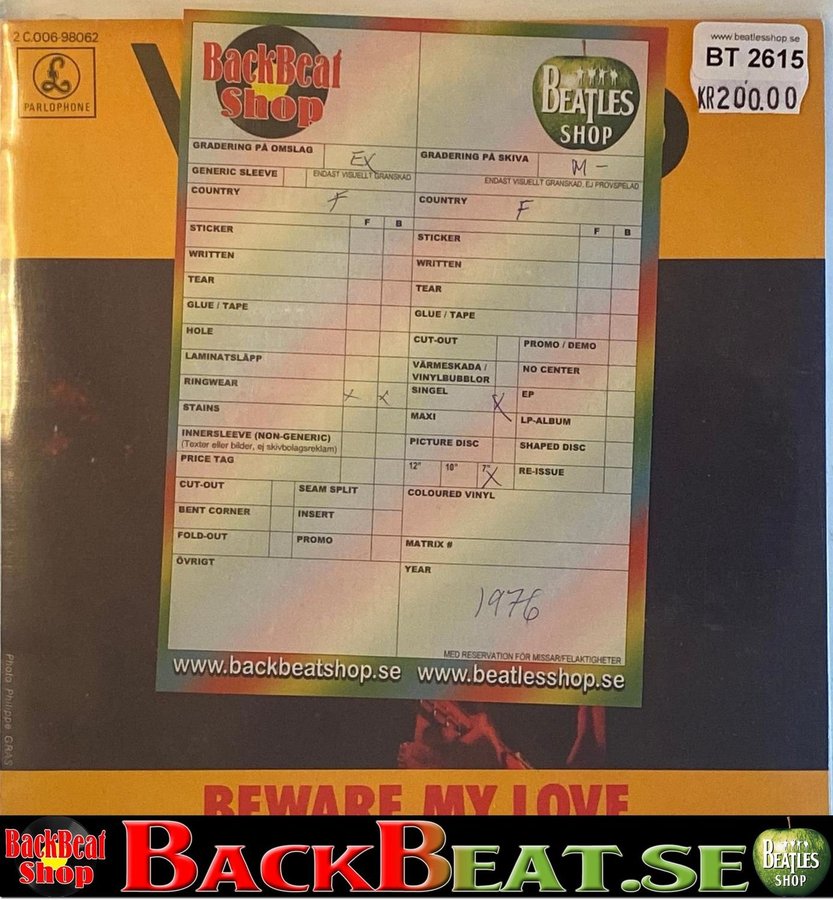 2 C.006-98062
PARLOPHONE
www.beatlesshop.se
BT 2615
KR200.00
BackBeat
Shop
BEATLES
SHOP
GRADERING PÅ OMSLAG
EX
GENERIC SLEEVE
ENDAST VISUELLT GRANSKAD
COUNTRY
F
F B
STICKER
WRITTEN
TEAR
GLUE / TAPE
HOLE
LAMINATSLÄPP
RINGWEAR
X X
STAINS
INNERSLEEVE (NON-GENERIC)
(Texter eller bilder, ej skivbolagsreklam)
PRICE TAG
CUT-OUT SEAM SPLIT
BENT CORNER INSERT
FOLD-OUT PROMO
ÖVRIGT
GRADERING PÅ SKIVA
M -
ENDAST VISUELLT GRANSKAD, EJ PROVSPELAD
COUNTRY
F
F B
STICKER
WRITTEN
TEAR
GLUE / TAPE
CUT-OUT PROMO / DEMO
VÄRMESKADA / NO CENTER
VINYLBUBBLOR
SINGEL X EP
MAXI LP-ALBUM
PICTURE DISC SHAPED DISC
12" 10" 7" X RE-ISSUE
COLOURED VINYL
MATRIX #
YEAR
1976
MED RESERVATION FÖR MISSAR/FELAKTIGHETER
www.backbeatshop.se www.beatlesshop.se
Photo Philippe GRAS
BEWARE MY LOVE
BackBeat
Shop
BACKBEAT.SE
BEATLES
SHOP